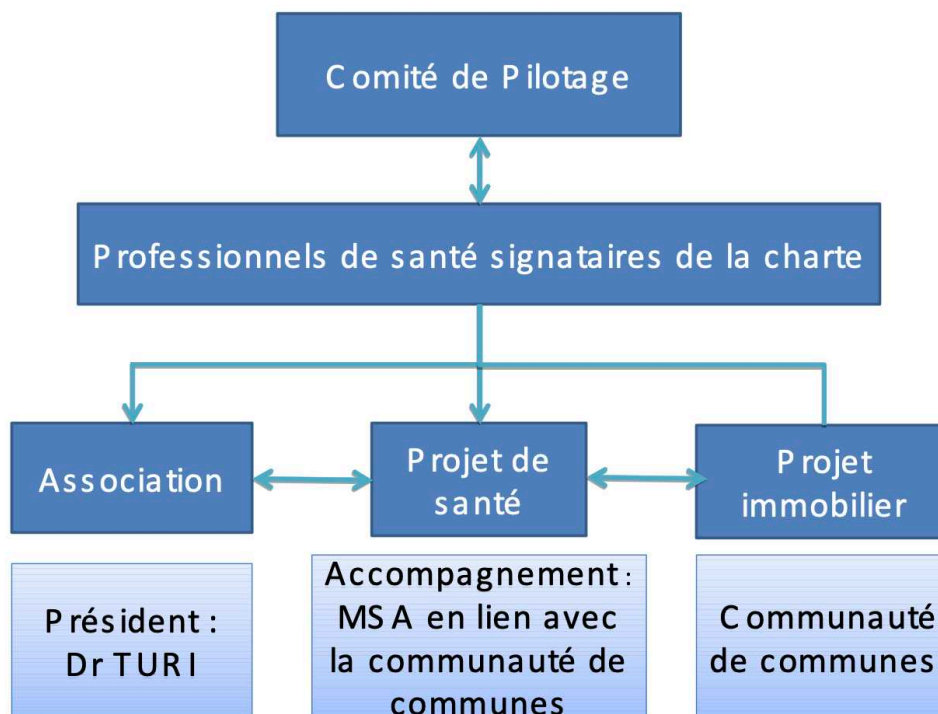 Comité de Pilotage
Professionnels de santé signataires de la charte
Association
Projet de
santé
Projet
immobilier
Président :
Dr TURI
Accompagnement :
MSA en lien avec
la communauté de
communes
Communauté
de communes